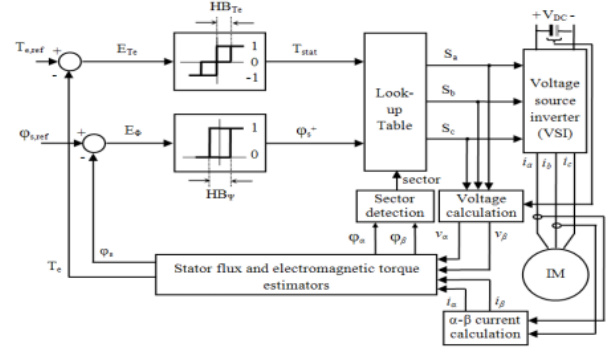 HB_Te
+ V_DC -
T_e,ref
+
-
E_Te
1
0
-1
T_stat
Look-
up
Table
S_a
S_b
S_c
Voltage
source
inverter
(VSI)
φ_s,ref
+
-
E_Φ
1
0
φ_s⁺
HB_Ψ
sector
i_a i_b i_c
Sector
detection
Voltage
calculation
φ_α φ_β
v_α v_β
φ_s
T_e
Stator flux and electromagnetic torque
estimators
IM
i_α i_β
α-β current
calculation